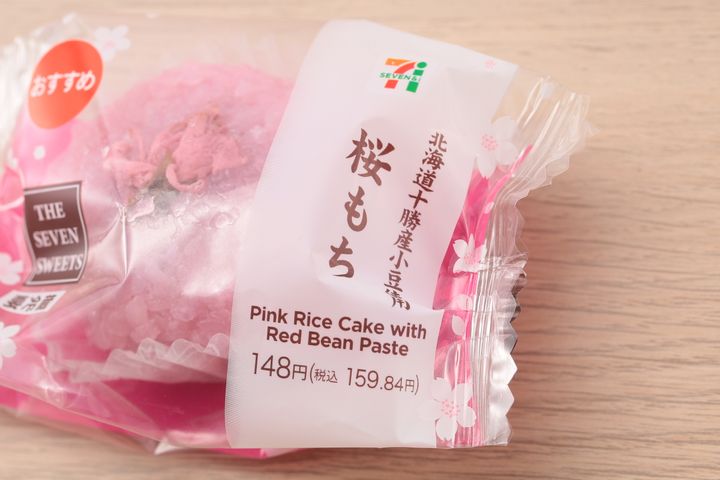 おすすめ
THE
SEVEN
SWEETS
要冷蔵
SEVEN&i
北海道十勝産小豆使用
桜もち
Pink Rice Cake with
Red Bean Paste
148円(税込 159.84円)